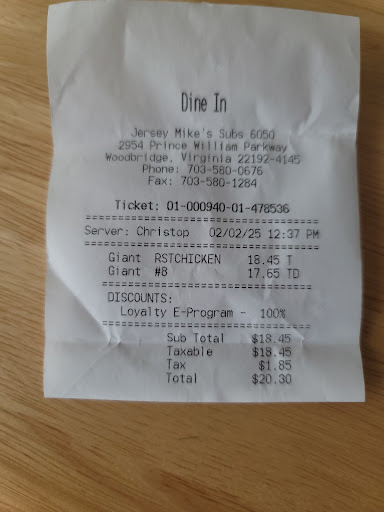 Dine In
Jersey Mike's Subs 6050
2954 Prince William Parkway
Woodbridge, Virginia 22192-4145
Phone: 703-580-0676
Fax: 703-580-1284
Ticket: 01-000940-01-478536
========================================
Server: Christop 02/02/25 12:37 PM
========================================
Giant RSTCHICKEN 18.45 T
Giant #8 17.65 TD
========================================
DISCOUNTS:
Loyalty E-Program - 100%
========================================
Sub Total $18.45
Taxable $18.45
Tax $1.85
Total $20.30